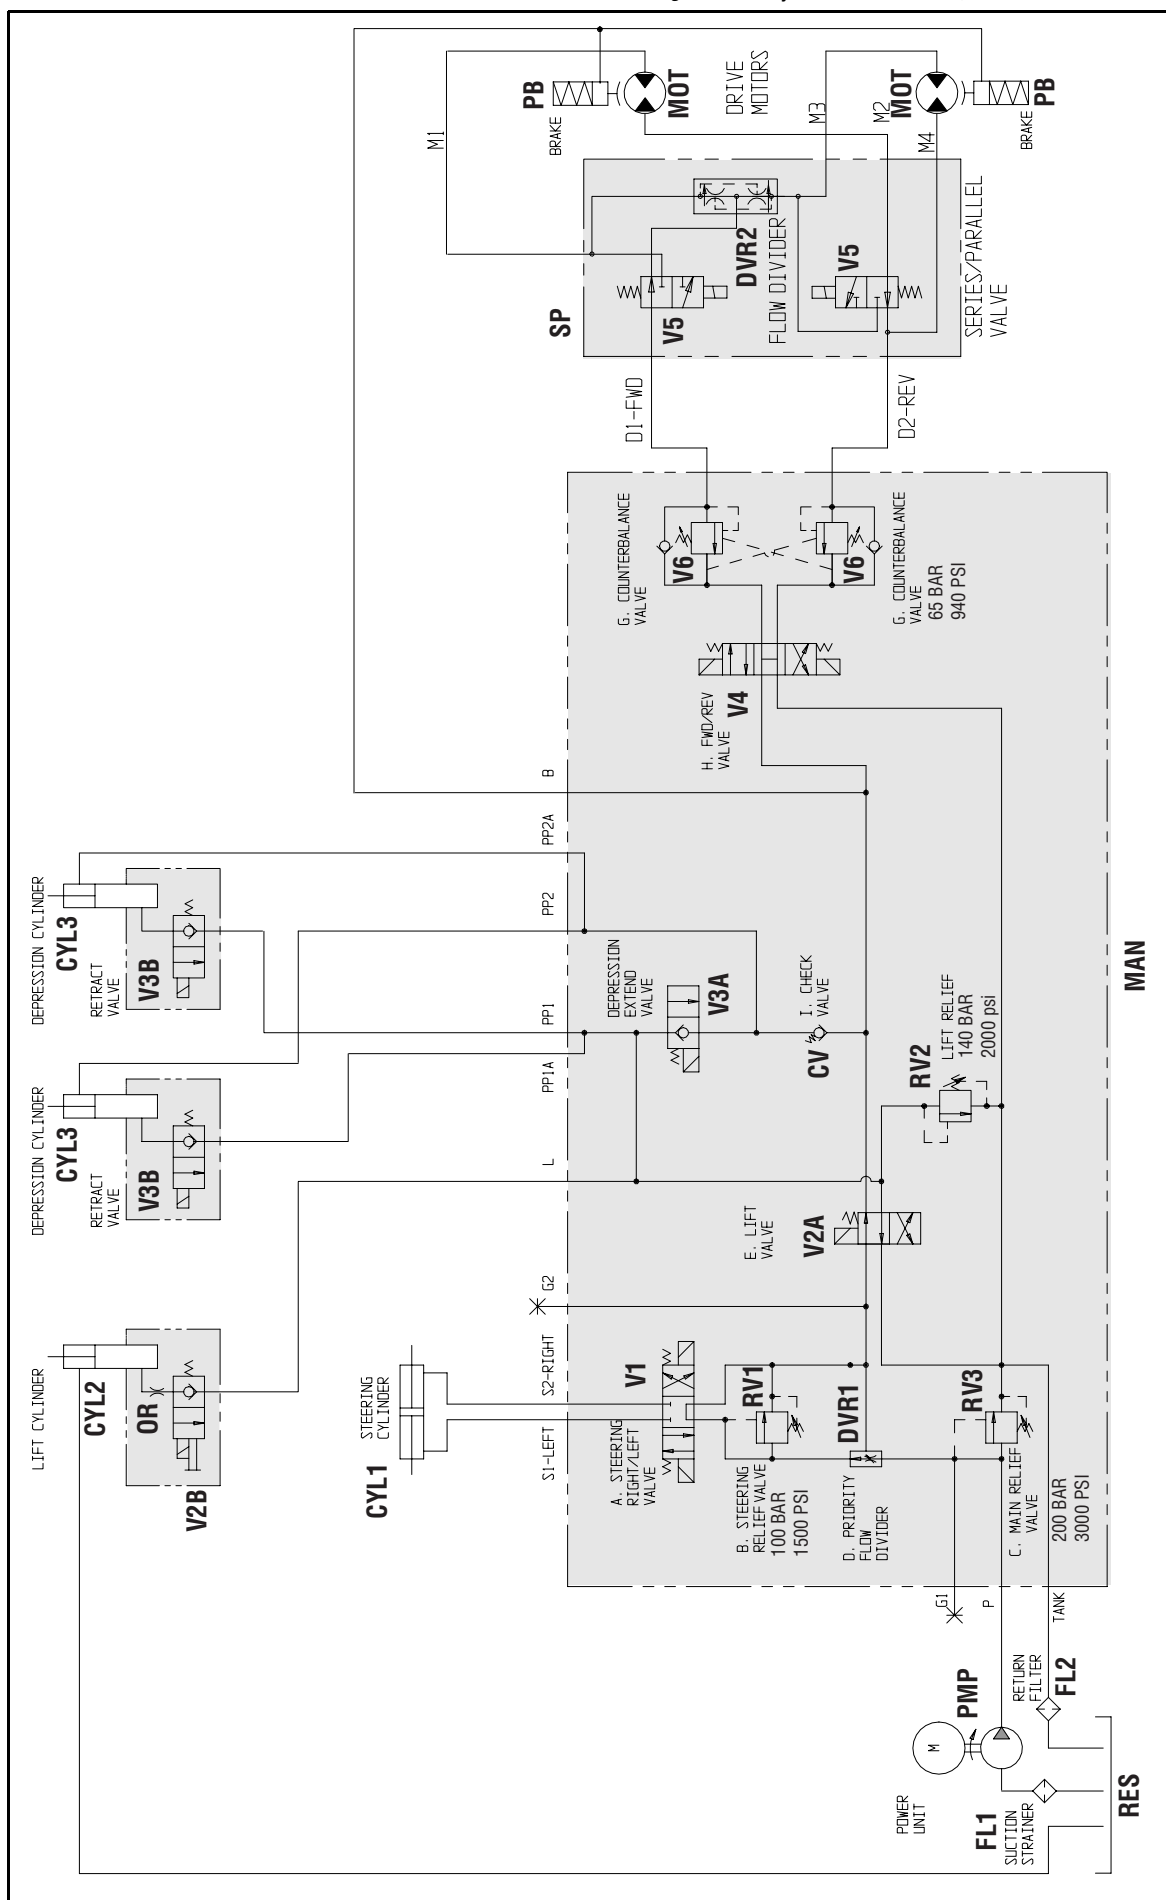 LIFT CYLINDER
CYL2
OR
V2B
DEPRESSION CYLINDER
CYL3
RETRACT
VALVE
V3B
DEPRESSION CYLINDER
CYL3
RETRACT
VALVE
V3B
STEERING
CYLINDER
CYL1
S1-LEFT
S2-RIGHT
G2
L
PP1A
PP1
PP2
PP2A
B
A. STEERING
RIGHT/LEFT
VALVE
V1
B. STEERING
RELIEF VALVE
100 BAR
1500 PSI
RV1
D. PRIORITY
FLOW
DIVIDER
DVR1
C. MAIN RELIEF
VALVE
200 BAR
3000 PSI
RV3
E. LIFT
VALVE
V2A
DEPRESSION
EXTEND
VALVE
V3A
I. CHECK
VALVE
CV
RV2
LIFT RELIEF
140 BAR
2000 psi
H. FWD/REV
VALVE
V4
G. COUNTERBALANCE
VALVE
V6
V6
G. COUNTERBALANCE
VALVE
65 BAR
940 PSI
MAN
D1-FWD
D2-REV
SP
V5
DVR2
FLOW DIVIDER
V5
SERIES/PARALLEL
VALVE
M1
M3
M2
M4
PB
BRAKE
MOT
DRIVE
MOTORS
MOT
PB
BRAKE
G1
P
TANK
POWER
UNIT
M
PMP
FL1
SUCTION
STRAINER
RETURN
FILTER
FL2
RES